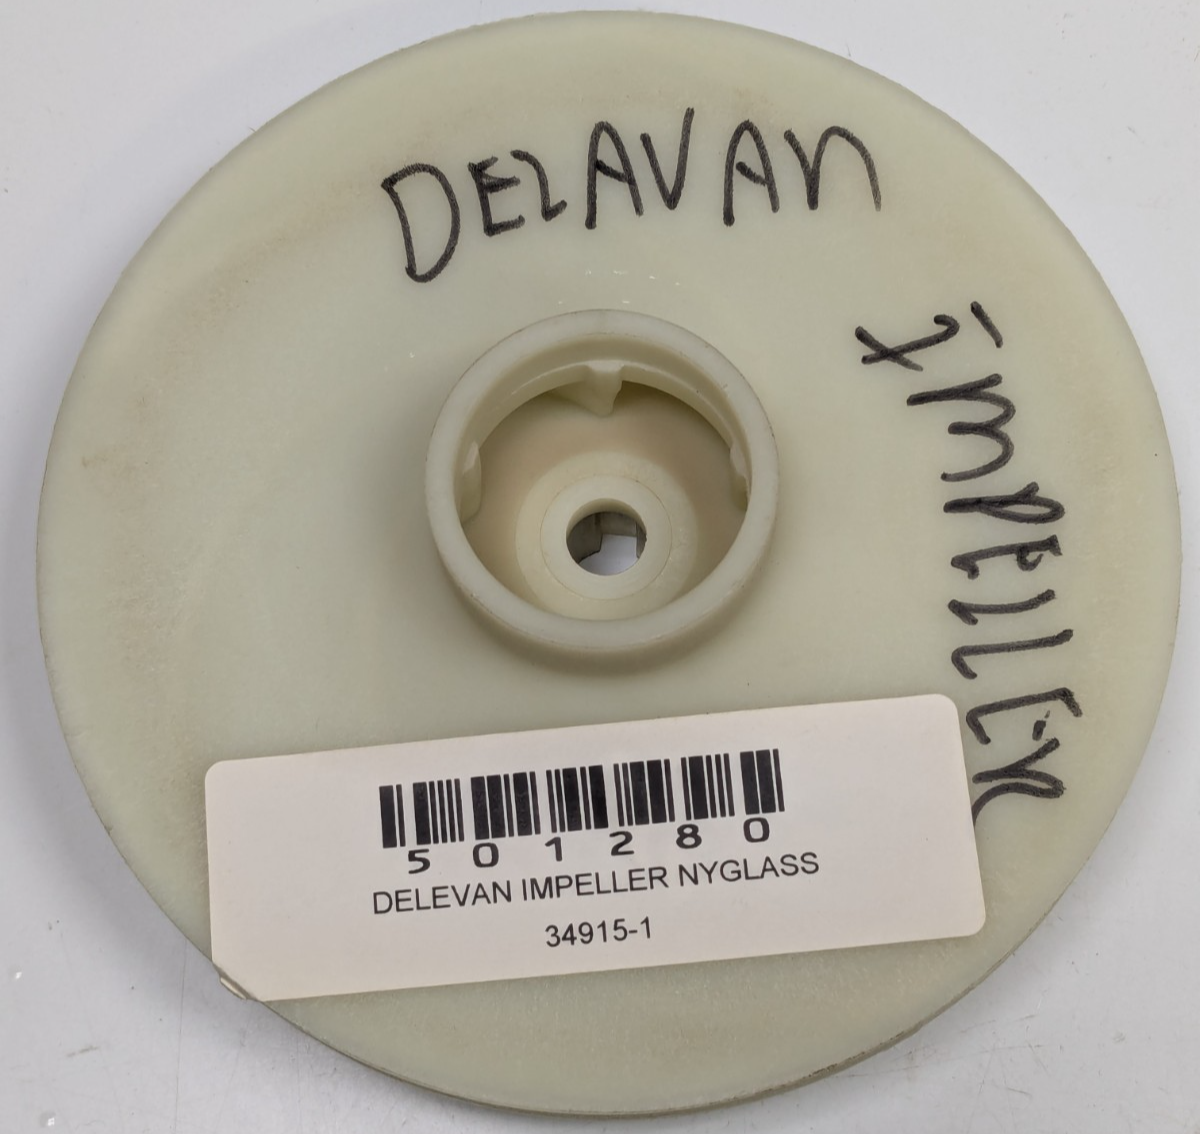 DELAVAN
IMPELLER
501280
DELEVAN IMPELLER NYGLASS
34915-1